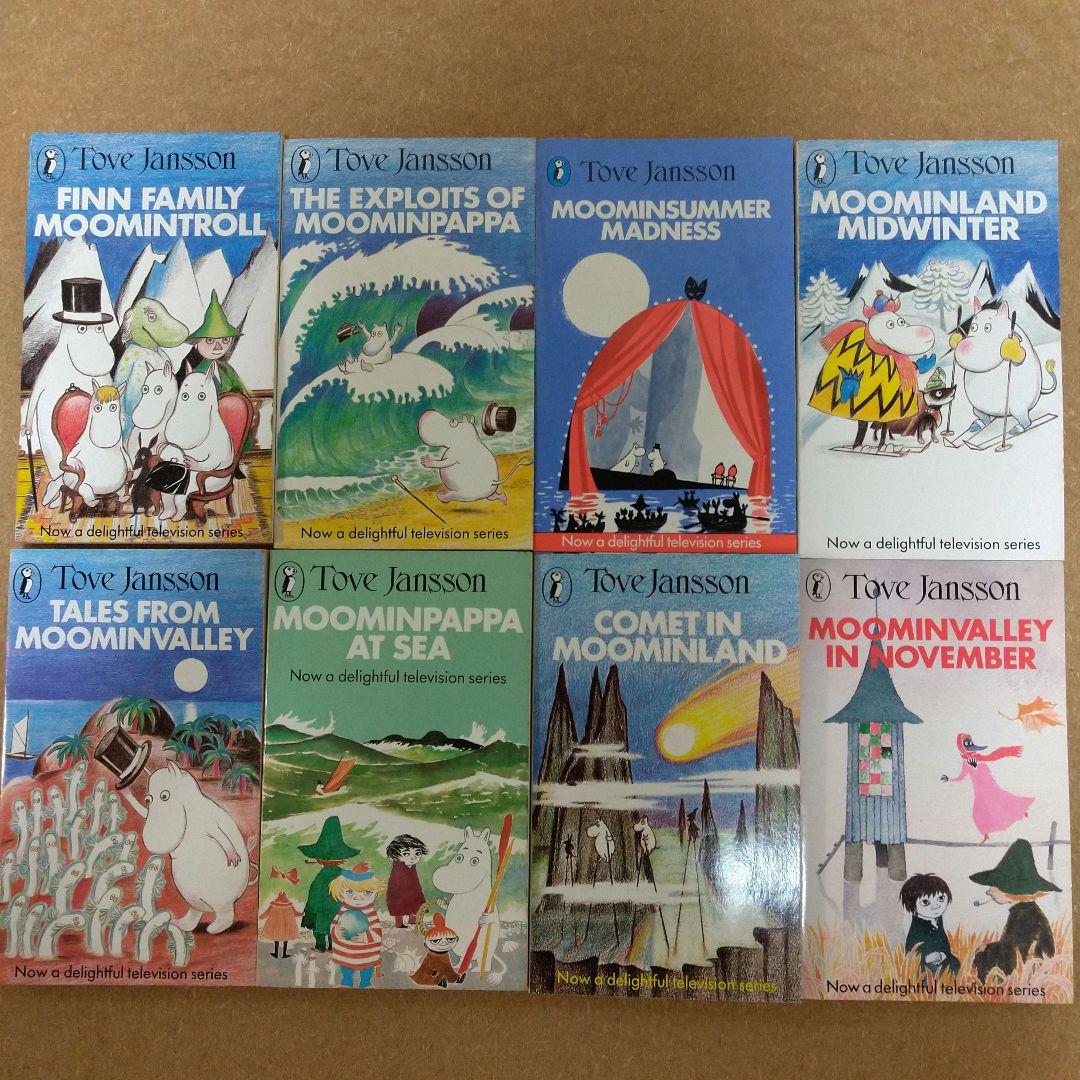 Tove Jansson
FINN FAMILY
MOOMINTROLL
Now a delightful television series
Tove Jansson
THE EXPLOITS OF
MOOMINPAPPA
Now a delightful television series
Tove Jansson
MOOMINSUMMER
MADNESS
Now a delightful television series
Tove Jansson
MOOMINLAND
MIDWINTER
Now a delightful television series
Tove Jansson
TALES FROM
MOOMINVALLEY
Now a delightful television series
Tove Jansson
MOOMINPAPPA
AT SEA
Now a delightful television series
Tove Jansson
COMET IN
MOOMINLAND
Now a delightful television series
Tove Jansson
MOOMINVALLEY
IN NOVEMBER
Now a delightful television series